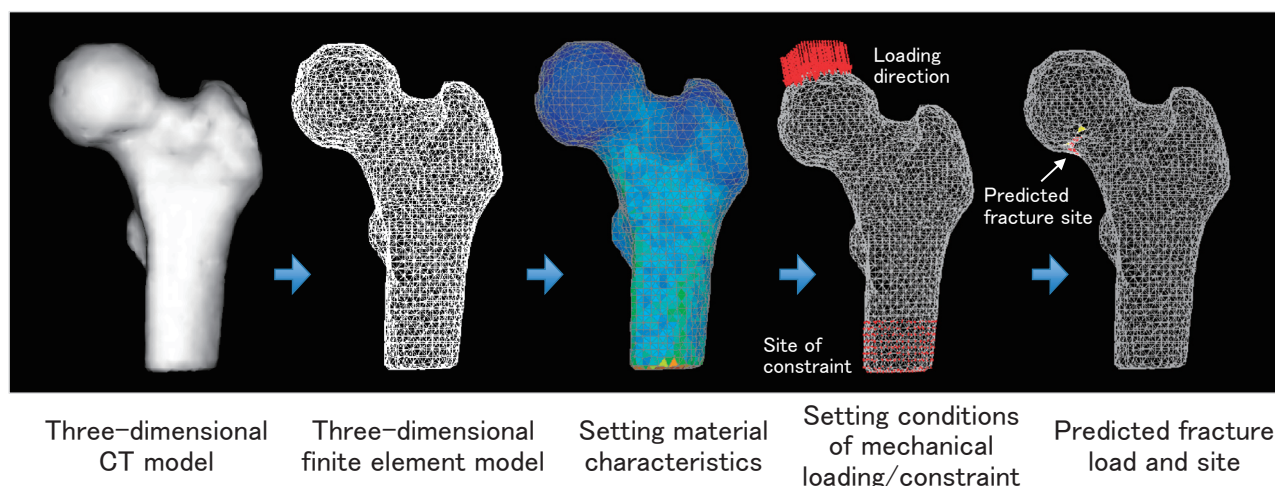 Loading
direction
Predicted
fracture site
Site of
constraint
Three-dimensional
CT model
Three-dimensional
finite element model
Setting material
characteristics
Setting conditions
of mechanical
loading/constraint
Predicted fracture
load and site